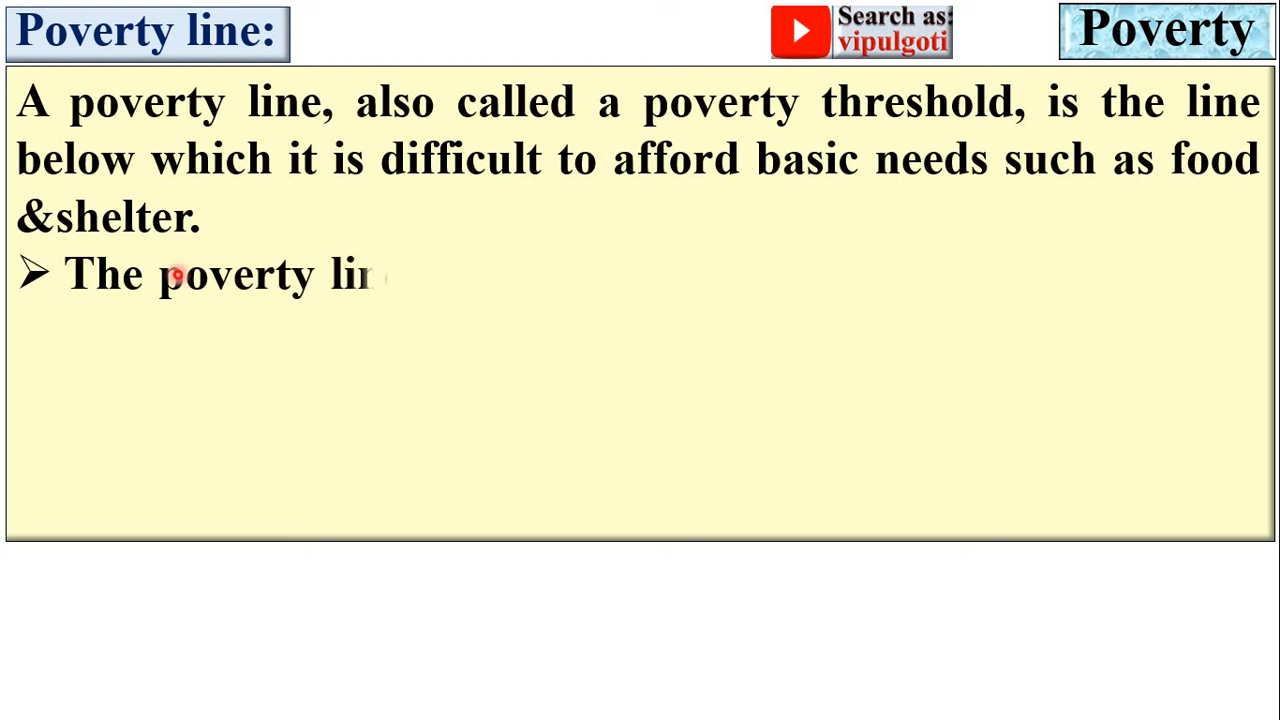 Poverty line:
Search as:
vipulgoti
Poverty
A poverty line, also called a poverty threshold, is the line
below which it is difficult to afford basic needs such as food
&shelter.
➤ The poverty